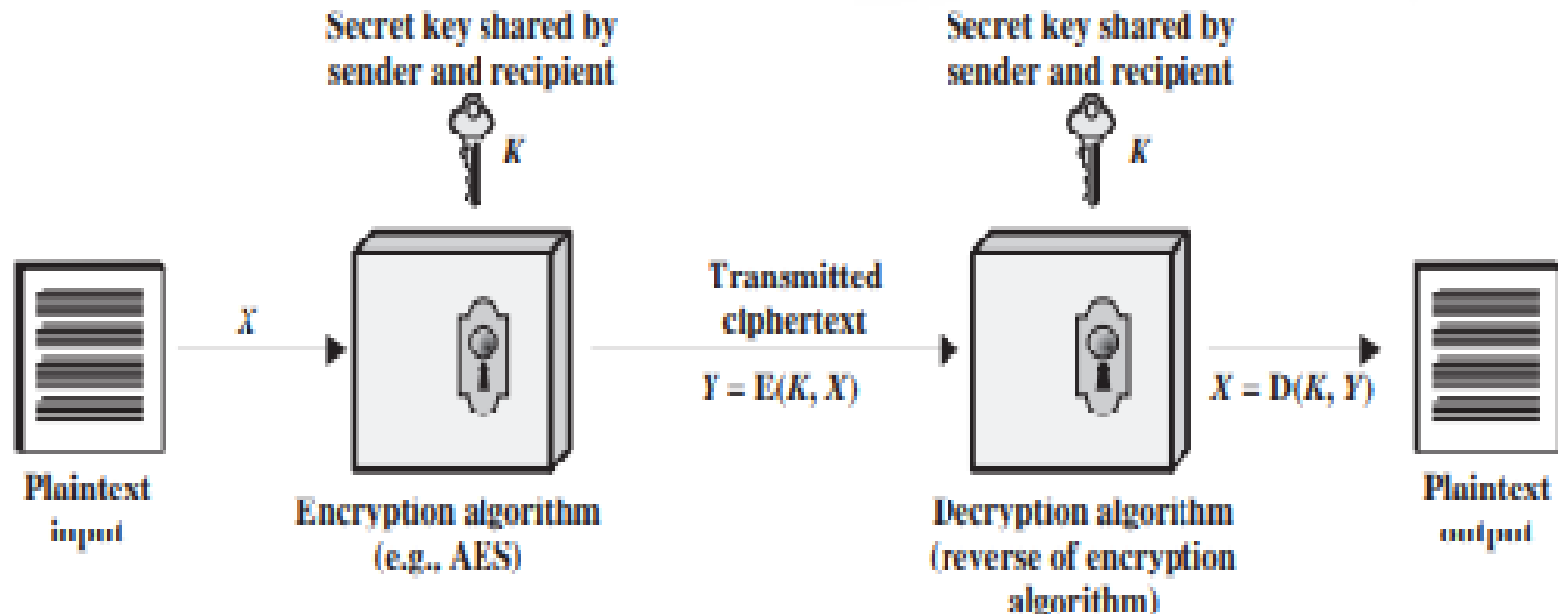 Secret key shared by
sender and recipient
K
Secret key shared by
sender and recipient
K
X
Transmitted
ciphertext
Y = E(K, X)
X = D(K, Y)
Plaintext
input
Encryption algorithm
(e.g., AES)
Decryption algorithm
(reverse of encryption
algorithm)
Plaintext
output